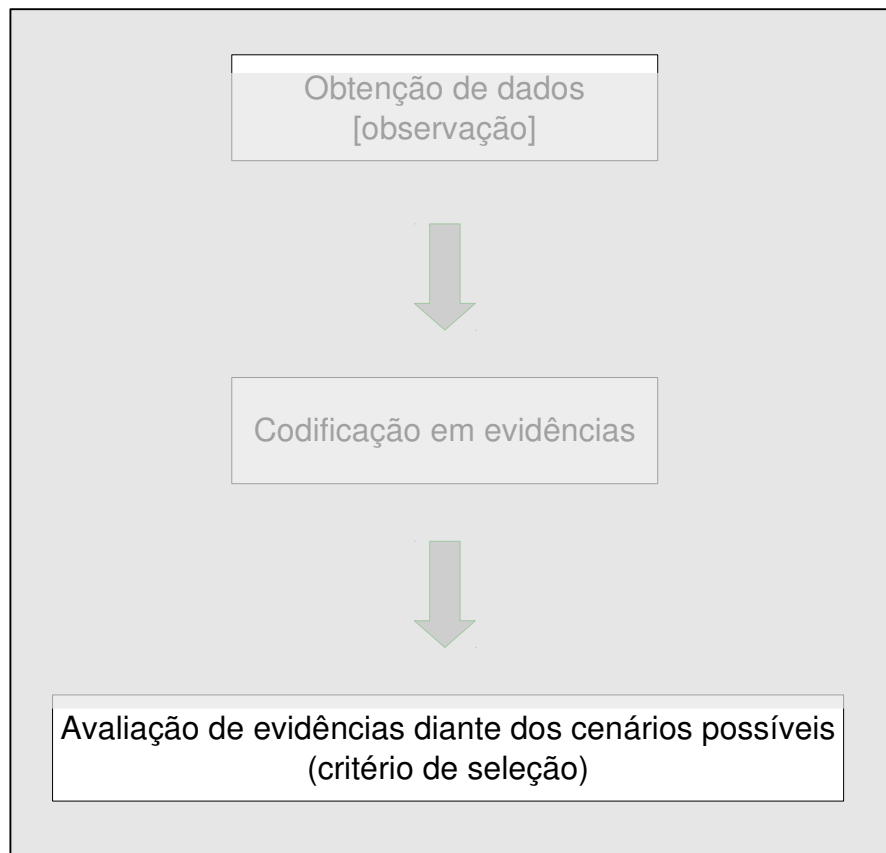 Obtenção de dados
[observação]
Codificação em evidências
Avaliação de evidências diante dos cenários possíveis
(critério de seleção)